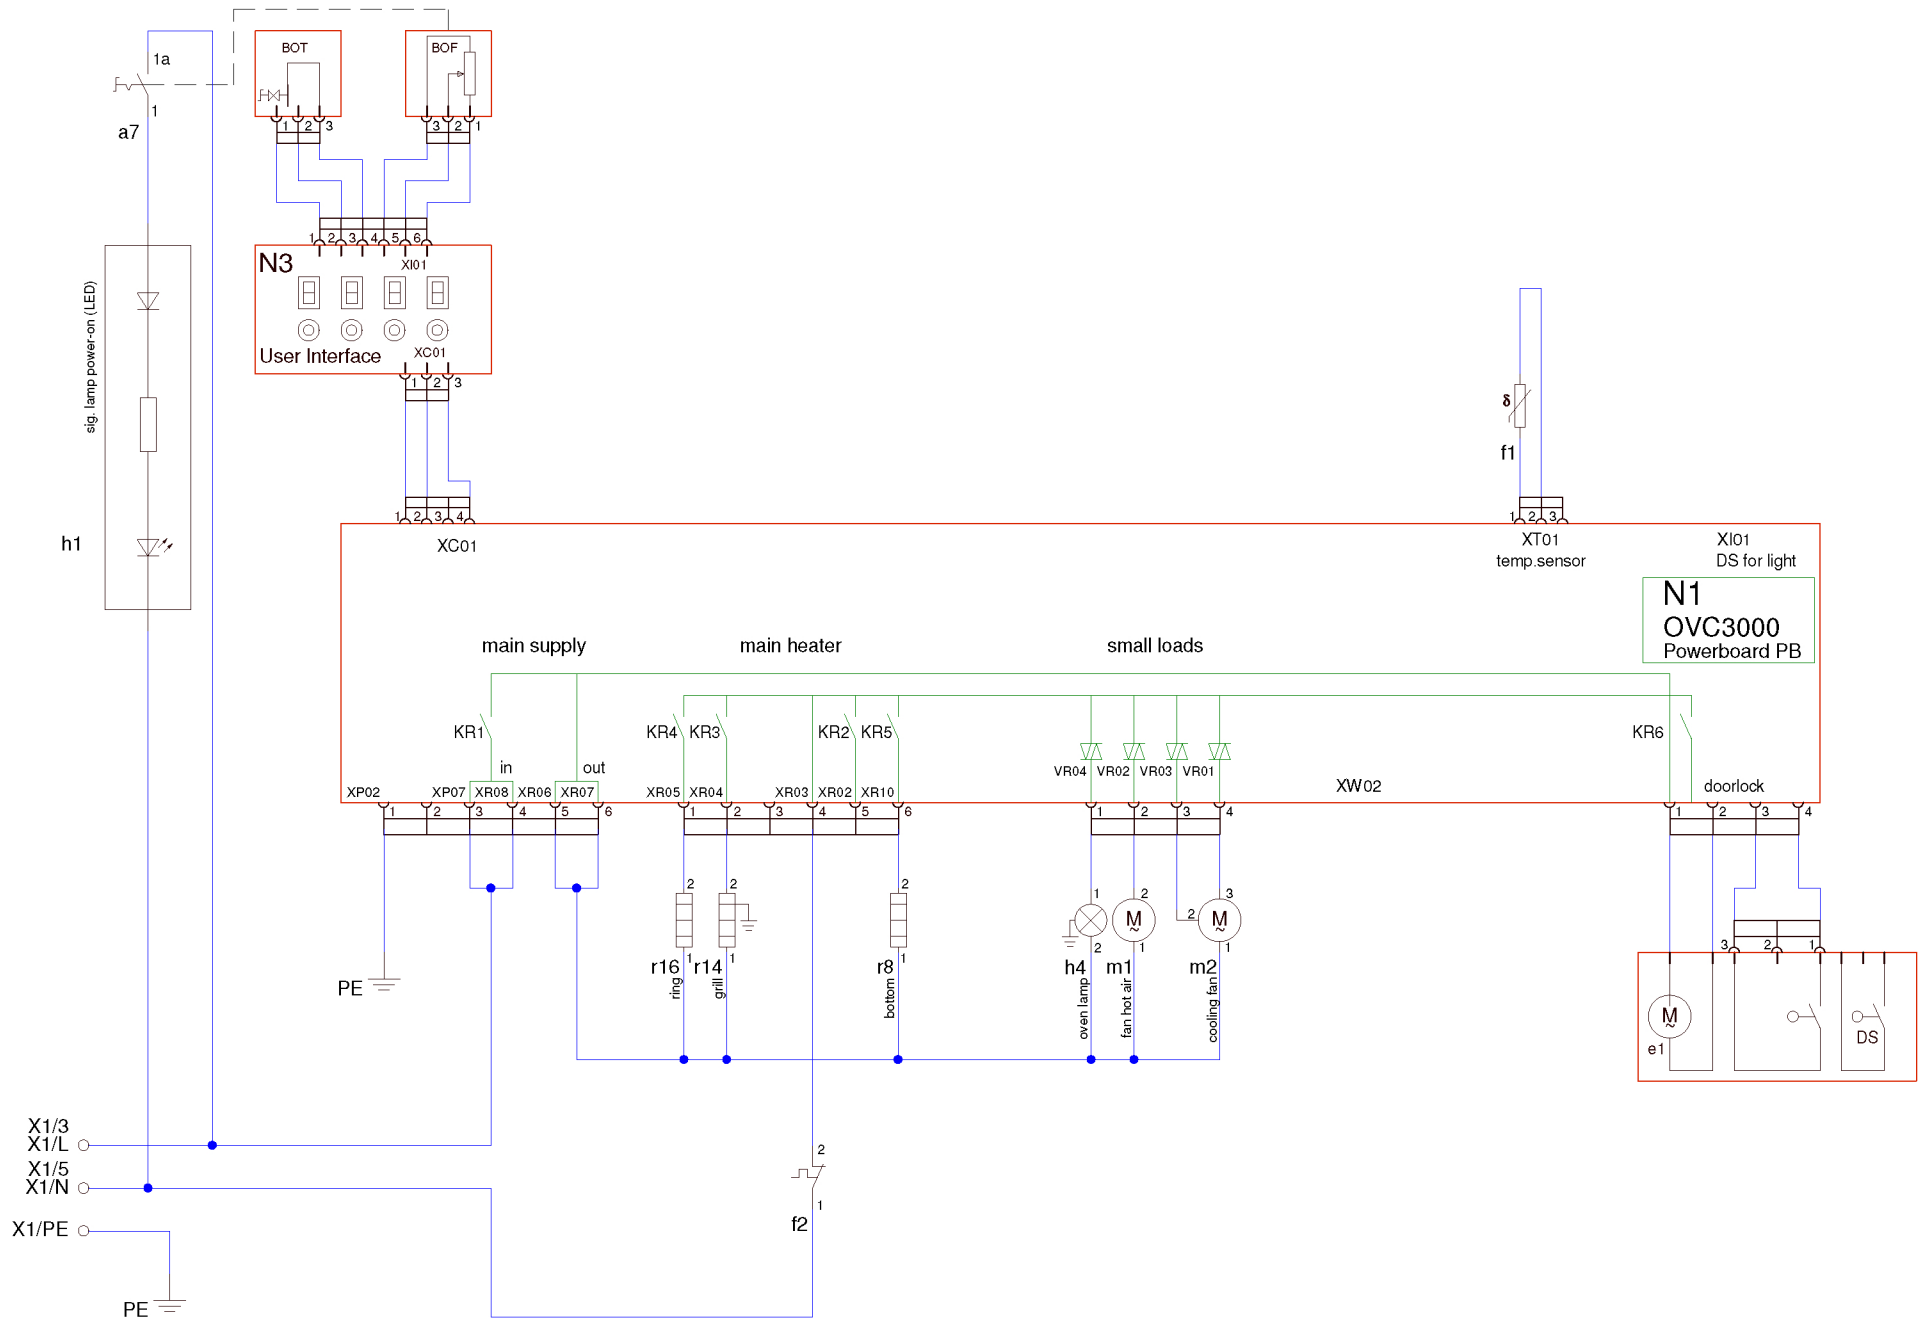 1a
1
a7
BOT
1 2 3
BOF
3 2 1
1 2 3 4 5 6
N3
XI01
User Interface
XC01
1 2 3
sig. lamp power-on (LED)
h1
1 2 3 4
XC01
δ
f1
1 2 3
XT01
temp.sensor
XI01
DS for light
N1
OVC3000
Powerboard PB
main supply
main heater
small loads
KR1
KR4
KR3
KR2
KR5
KR6
in
out
VR04
VR02
VR03
VR01
XW02
doorlock
XP02
XP07
XR08
XR06
XR07
XR05
XR04
XR03
XR02
XR10
1 2 3 4 5 6
1 2 3 4 5 6
1 2 3 4
1 2 3 4
PE
2
1
r16
ring
2
1
r14
grill
2
1
r8
bottom
1
2
h4
oven lamp
2
M
~
1
m1
fan hot air
3
2
M
~
1
m2
cooling fan
3 2 1
M
~
e1
DS
X1/3
X1/L
X1/5
X1/N
X1/PE
PE
2
1
f2